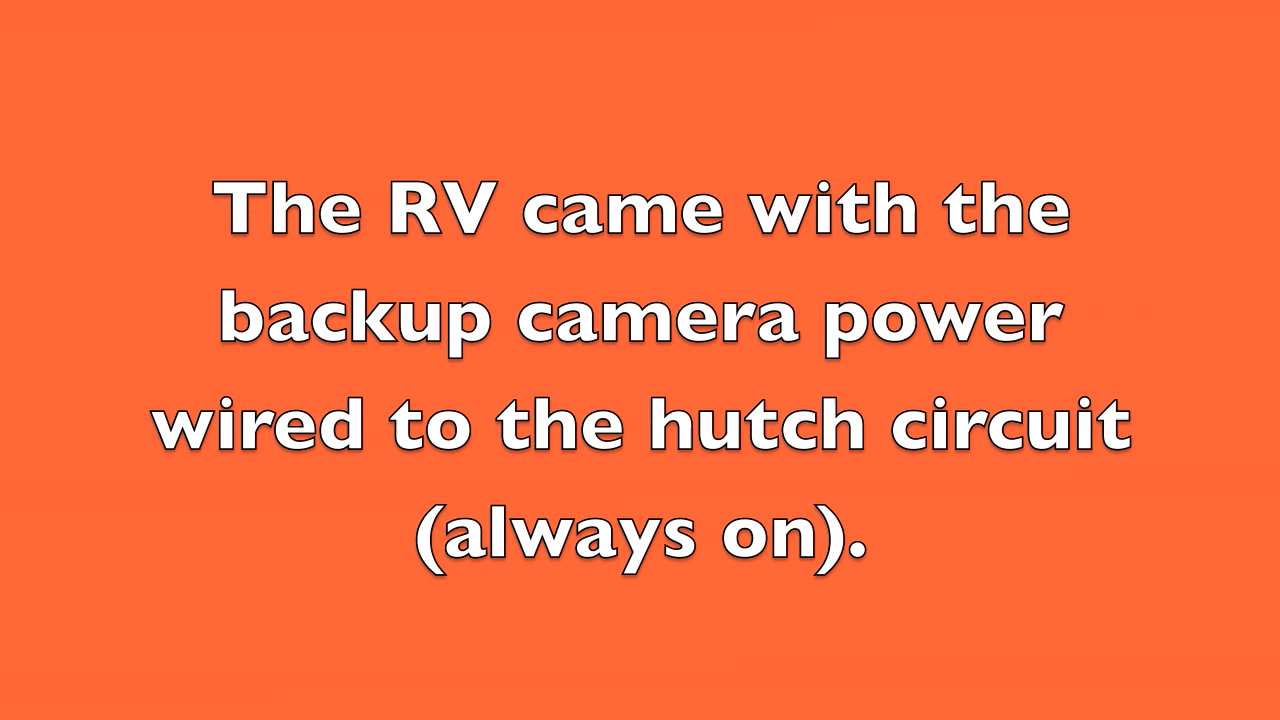 The RV came with the
backup camera power
wired to the hutch circuit
(always on).